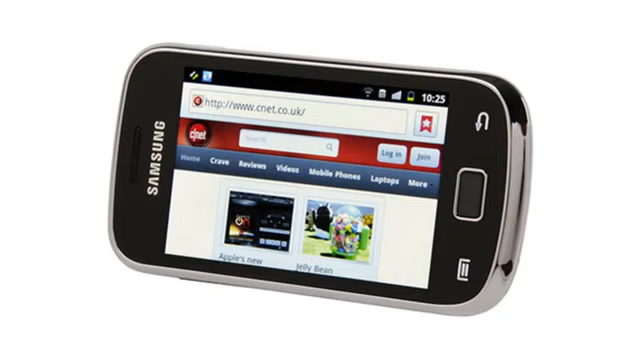 10:25
http://www.cnet.co.uk/
SAMSUNG
c|net
Search
Log in
Join
Home Crave Reviews Videos Mobile Phones Laptops More
Apple's new
Jelly Bean